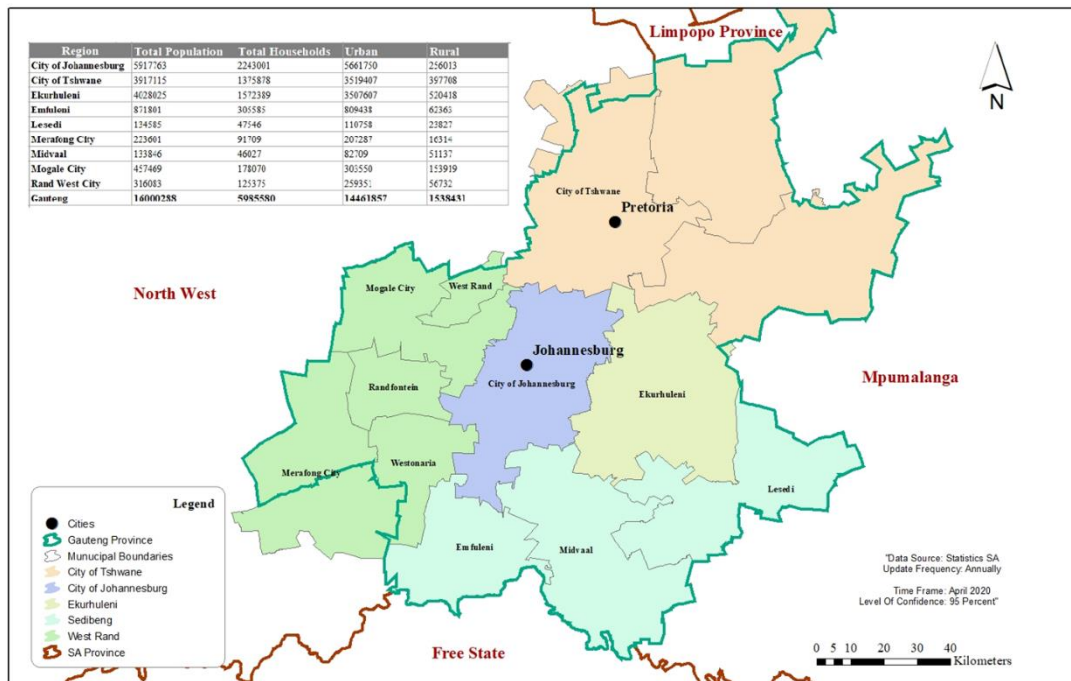 Limpopo Province
Region Total Population Total Households Urban Rural
City of Johannesburg 5917763 2243001 5661750 256013
City of Tshwane 3917115 1375878 3519407 397708
Ekurhuleni 4028025 1572389 3507607 520418
Emfuleni 871801 305585 809438 62363
Lesedi 134585 47546 110758 23827
Merafong City 223601 91709 207287 16314
Midvaal 133846 46027 82709 51137
Mogale City 457469 178070 303550 153919
Rand West City 316083 125375 259351 56732
Gauteng 16000288 5985580 14461857 1538431
N
City of Tshwane
Pretoria
North West
Mogale City
West Rand
Johannesburg
City of Johannesburg
Randfontein
Ekurhuleni
Mpumalanga
Merafong City
Westonaria
Lesedi
Emfuleni
Midvaal
Legend
Cities
Gauteng Province
Municipal Boundaries
City of Tshwane
City of Johannesburg
Ekurhuleni
Sedibeng
West Rand
SA Province
Free State
"Data Source: Statistics SA
Update Frequency: Annually
Time Frame: April 2020
Level Of Confidence: 95 Percent"
0 5 10 20 30 40
Kilometers